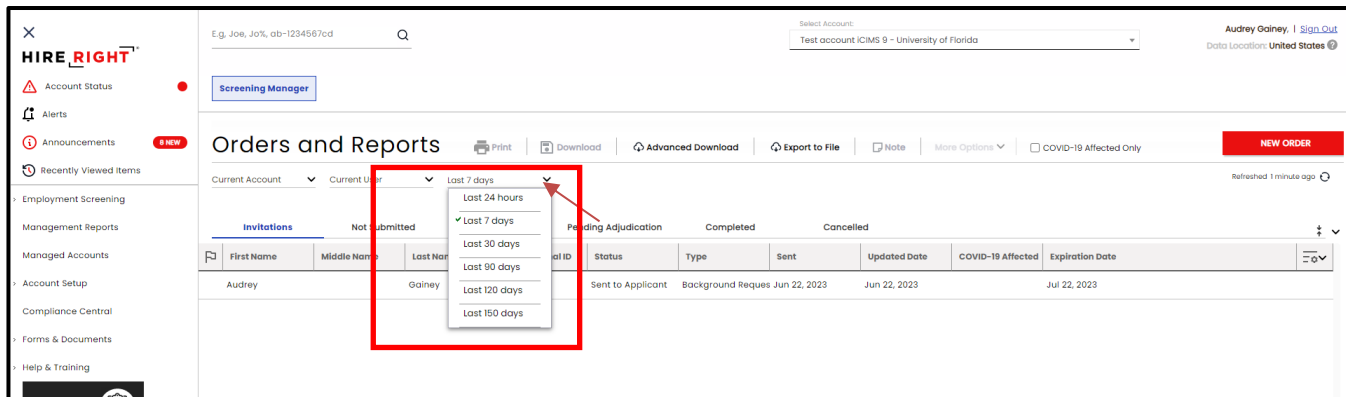 E.g, Joe, Jo%, ab-1234567cd
Select Account:
Test account iCIMS 9 - University of Florida
Audrey Gainey, | Sign Out
Data Location: United States ?
HIRE RIGHT
Account Status
Alerts
Announcements 8 NEW
Recently Viewed Items
Employment Screening
Management Reports
Managed Accounts
Account Setup
Compliance Central
Forms & Documents
Help & Training
Screening Manager
Orders and Reports
Print
Download
Advanced Download
Export to File
Note
More Options
COVID-19 Affected Only
NEW ORDER
Current Account
Current User
Last 7 days
Refreshed 1 minute ago
Last 24 hours
Last 7 days
Last 30 days
Last 90 days
Last 120 days
Last 150 days
Invitations Not Submitted Pending Adjudication Completed Cancelled
First Name Middle Name Last Nam al ID Status Type Sent Updated Date COVID-19 Affected Expiration Date
Audrey Gainey Sent to Applicant Background Reques Jun 22, 2023 Jun 22, 2023 Jul 22, 2023